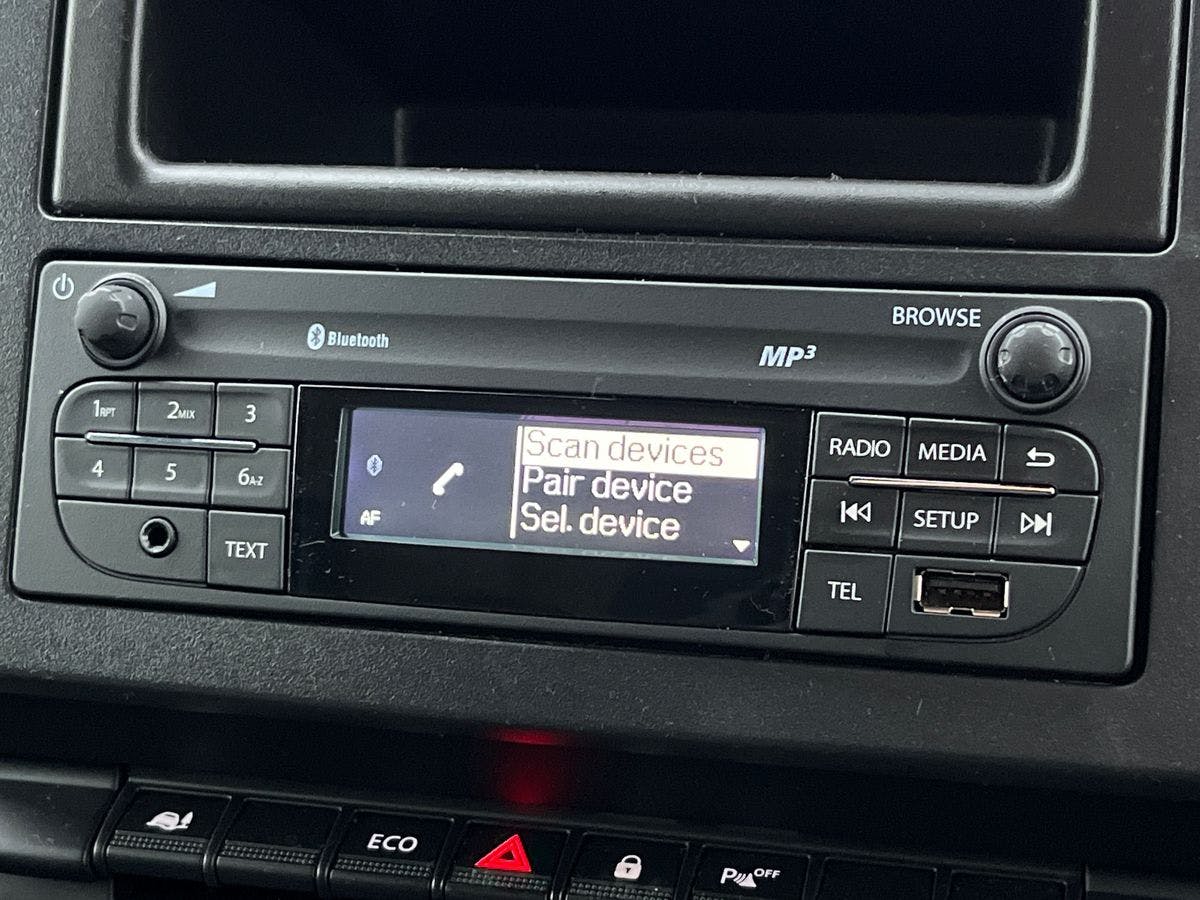 BROWSE
Bluetooth
MP3
1RPT
2MIX
3
4
5
6A-Z
TEXT
Scan devices
Pair device
Sel. device
AF
RADIO
MEDIA
SETUP
TEL
ECO
P OFF